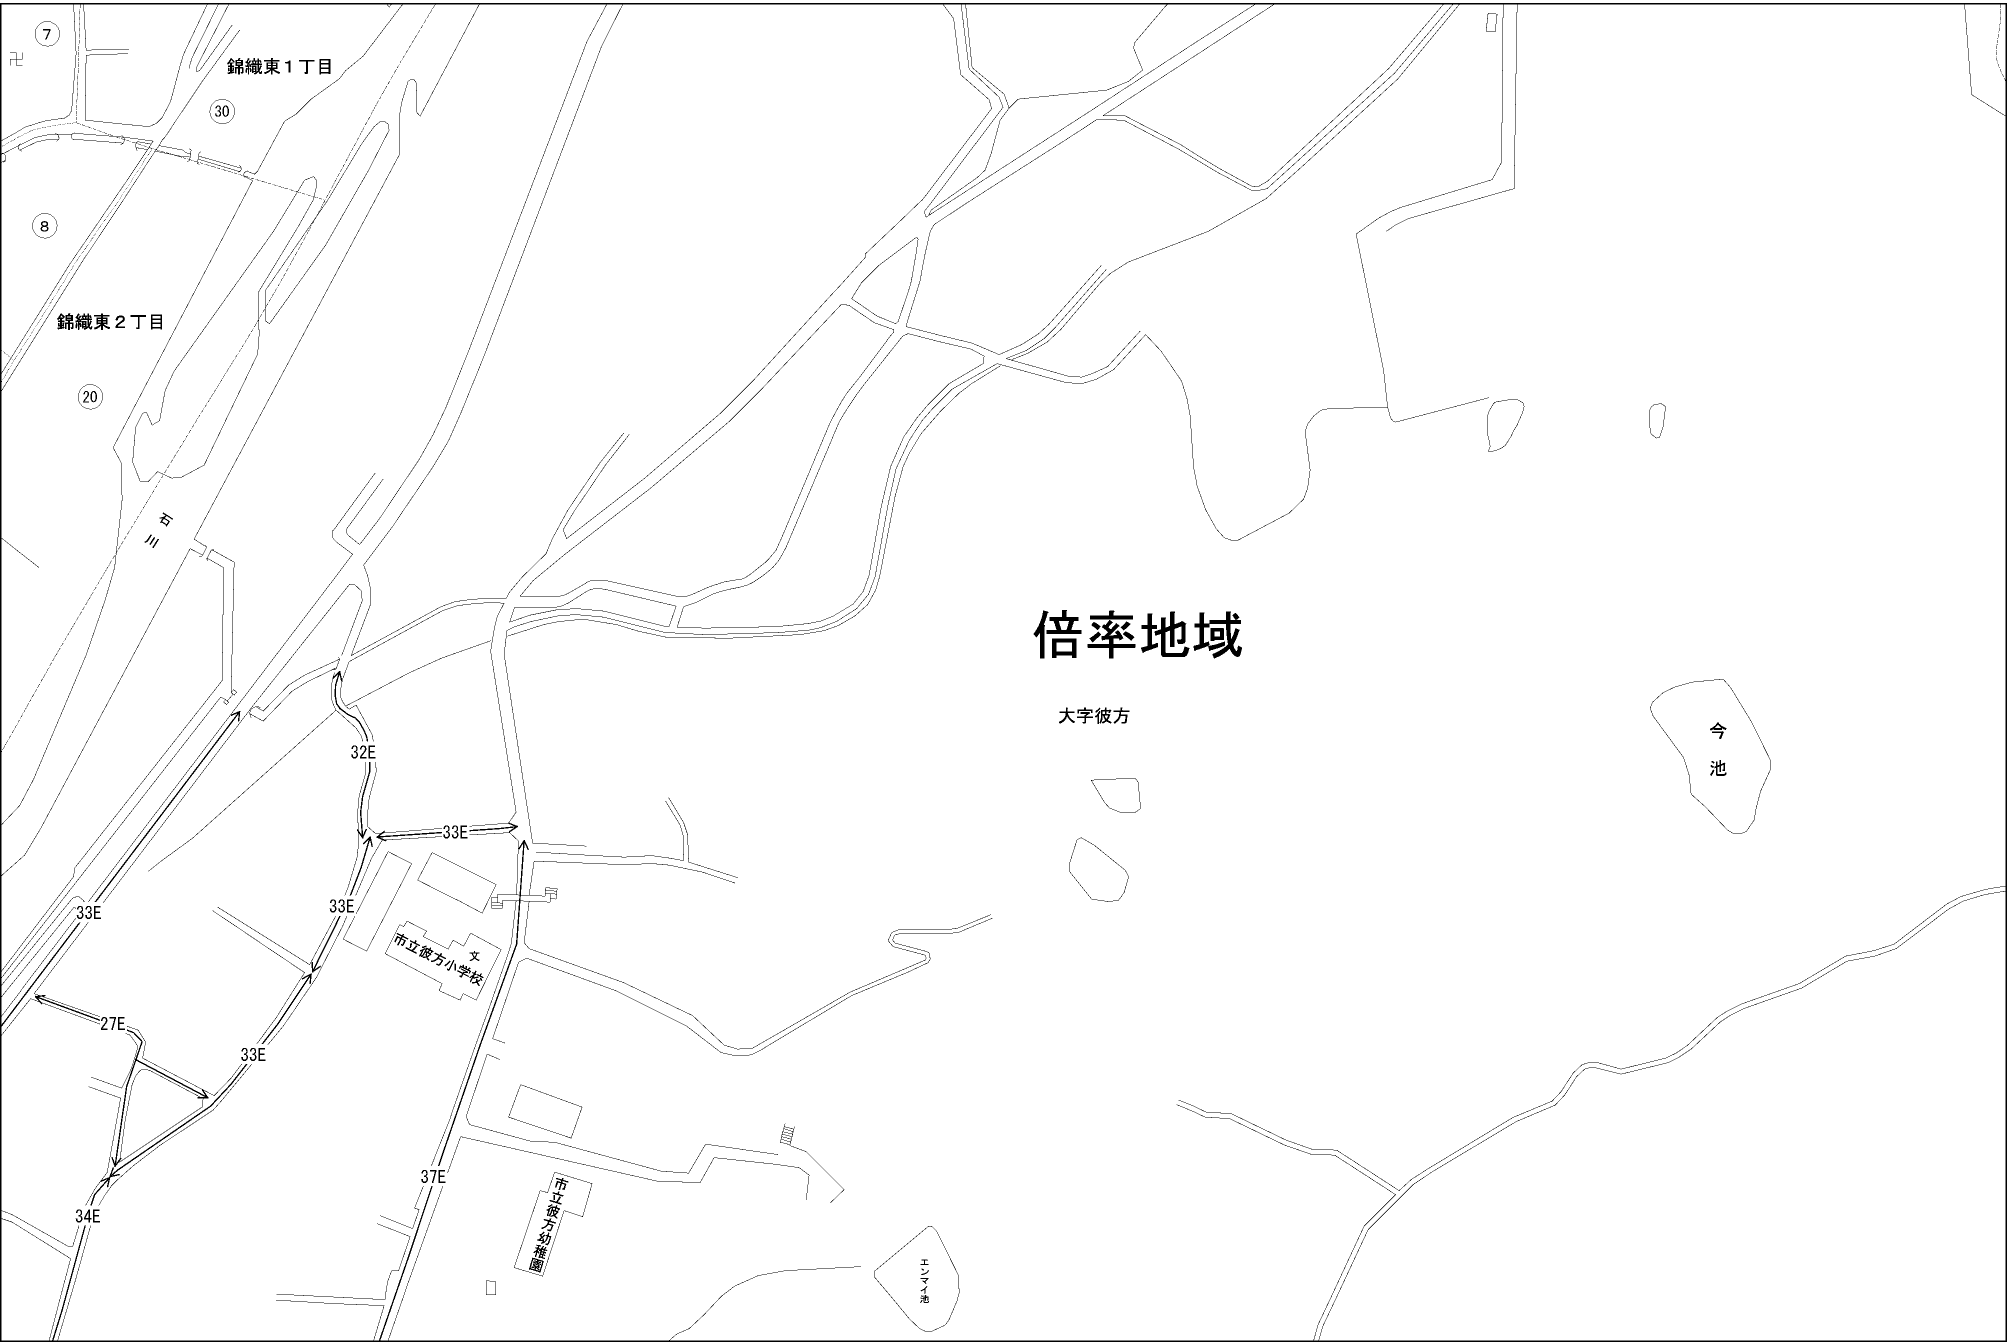 7
錦織東1丁目
30
8
錦織東2丁目
20
石川
倍率地域
大字彼方
今池
32E
33E
33E
33E
市立彼方小学校
文
27E
33E
37E
34E
市立彼方幼稚園
エンマイ池